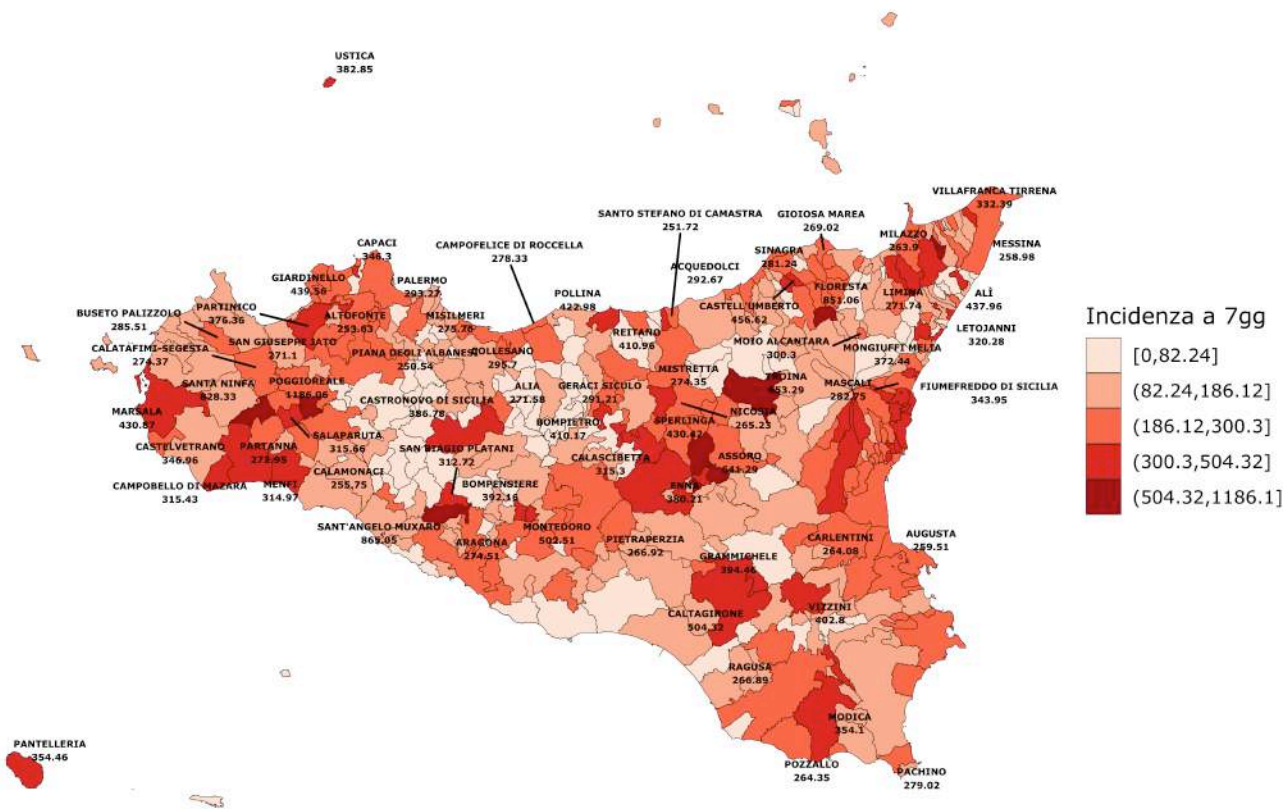 USTICA
382.85
VILLAFRANCA TIRRENA
332.39
SANTO STEFANO DI CAMASTRA
251.72
GIOIOSA MAREA
269.02
MILAZZO
263.9
MESSINA
258.98
CAPACI
346.3
CAMPOFELICE DI ROCCELLA
278.33
SINAGRA
281.24
ACQUEDOLCI
292.67
GIARDINELLO
439.56
PALERMO
293.27
POLLINA
422.98
FLORESTA
851.06
LIMINA
271.74
ALÌ
437.96
PARTINICO
376.36
ALTOFONTE
253.63
MISILMERI
275.76
CASTELL'UMBERTO
456.62
BUSETO PALIZZOLO
285.51
REITANO
410.96
LETOJANNI
320.28
SAN GIUSEPPE JATO
271.1
MOIO ALCANTARA
300.3
MONGIUFFI MELIA
372.44
CALATAFIMI-SEGESTA
274.37
PIANA DEGLI ALBANESI
250.54
COLLESANO
295.7
MISTRETTA
274.35
TROINA
653.29
MASCALI
282.75
FIUMEFREDDO DI SICILIA
343.95
SANTA NINFA
828.33
POGGIOREALE
1186.06
CASTRONOVO DI SICILIA
386.78
ALIA
271.58
GERACI SICULO
291.21
MARSALA
430.87
SALAPARUTA
315.66
BOMPIETRO
410.17
SPERLINGA
430.47
NICOSIA
265.23
CASTELVETRANO
346.96
PARTANNA
SAN BIAGIO PLATANI
312.72
CALASCIBETTA
315.3
ASSORO
CALAMONACI
255.75
CAMPOBELLO DI MAZARA
315.43
MENFI
314.97
BOMPENSIERE
392.16
ENNA
380.21
SANT'ANGELO MUXARO
ARAGONA
274.51
MONTEDORO
502.51
PIETRAPERZIA
266.92
CARLENTINI
264.08
AUGUSTA
259.51
GRAMMICHELE
394.46
CALTAGIRONE
504.32
VIZZINI
402.8
RAGUSA
266.89
MODICA
354.1
PANTELLERIA
354.46
POZZALLO
264.35
PACHINO
279.02
Incidenza a 7gg
[0,82.24]
(82.24,186.12]
(186.12,300.3]
(300.3,504.32]
(504.32,1186.1]